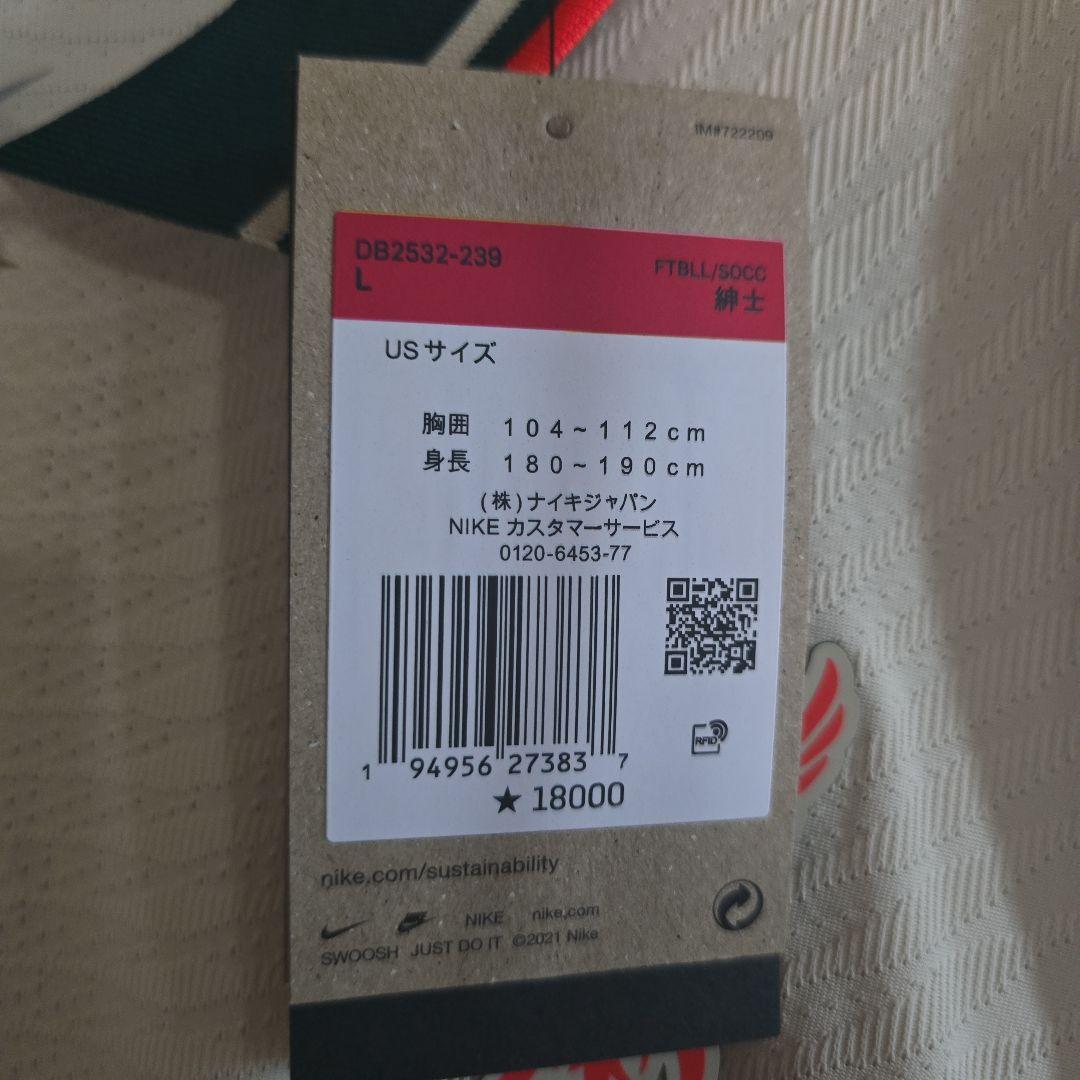 IM#722209
DB2532-239
L
FTBLL/SOCC
紳士
USサイズ
胸囲 104~112cm
身長 180~190cm
(株)ナイキジャパン
NIKE カスタマーサービス
0120-6453-77
RFID
1 94956 27383 7
★18000
nike.com/sustainability
NIKE nike.com
SWOOSH JUST DO IT ©2021 Nike